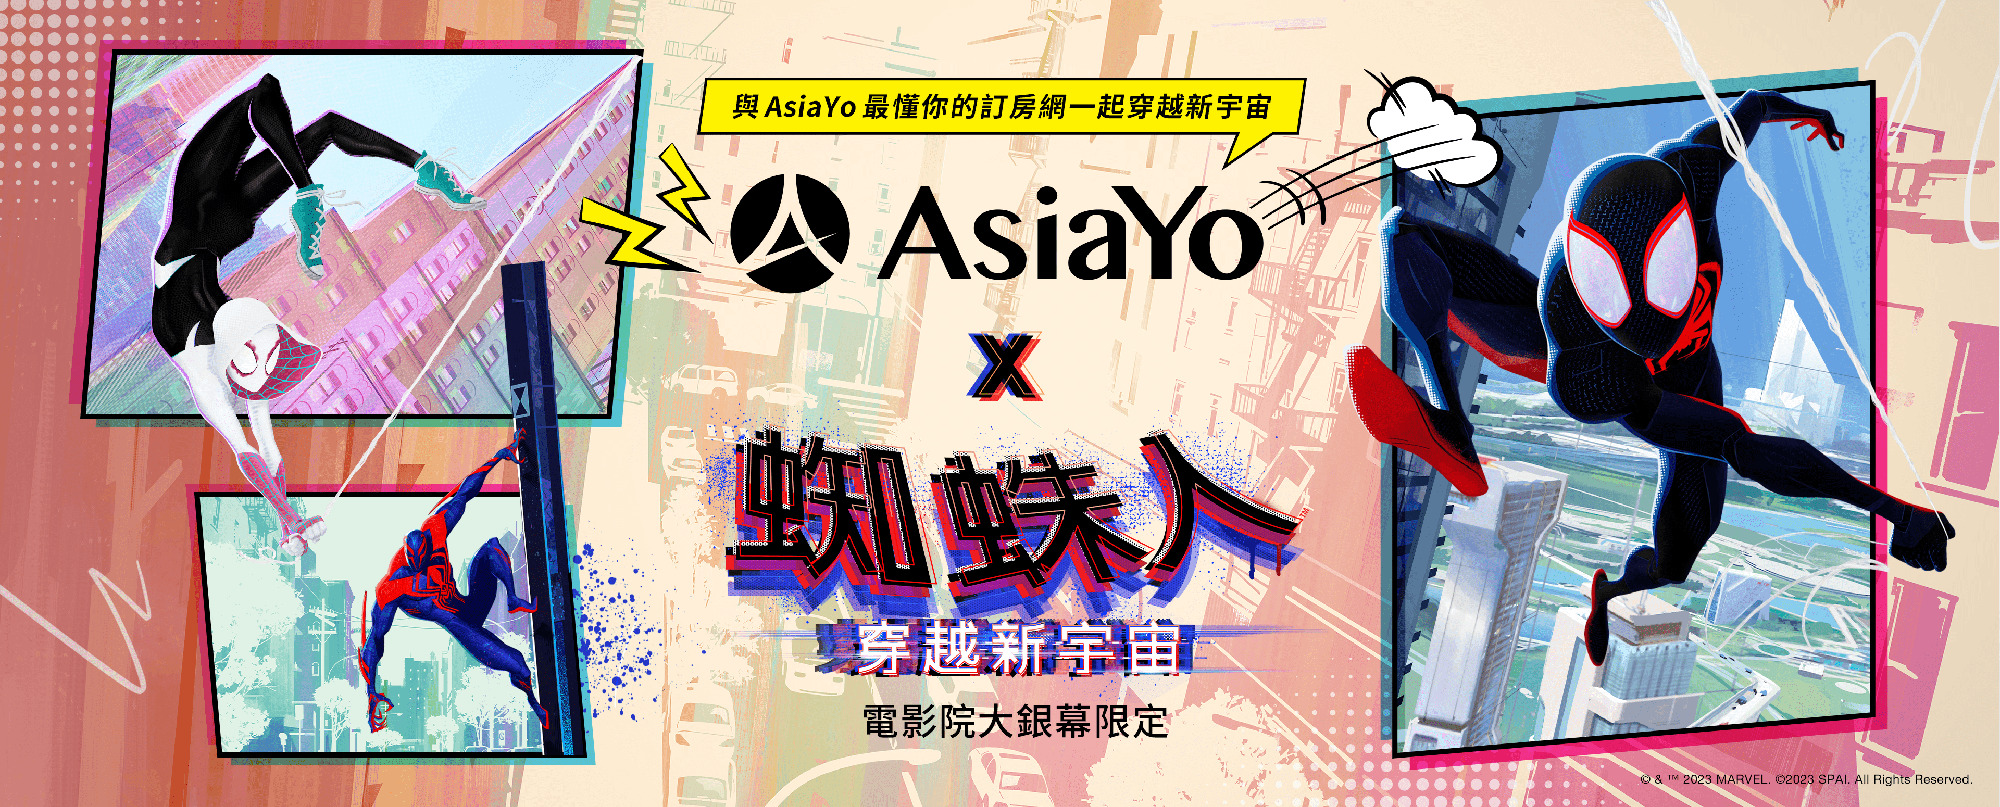 與 AsiaYo 最懂你的訂房網一起穿越新宇宙
AsiaYo
X
蜘蛛人
穿越新宇宙
電影院大銀幕限定
© & ™ 2023 MARVEL. ©2023 SPAI. All Rights Reserved.